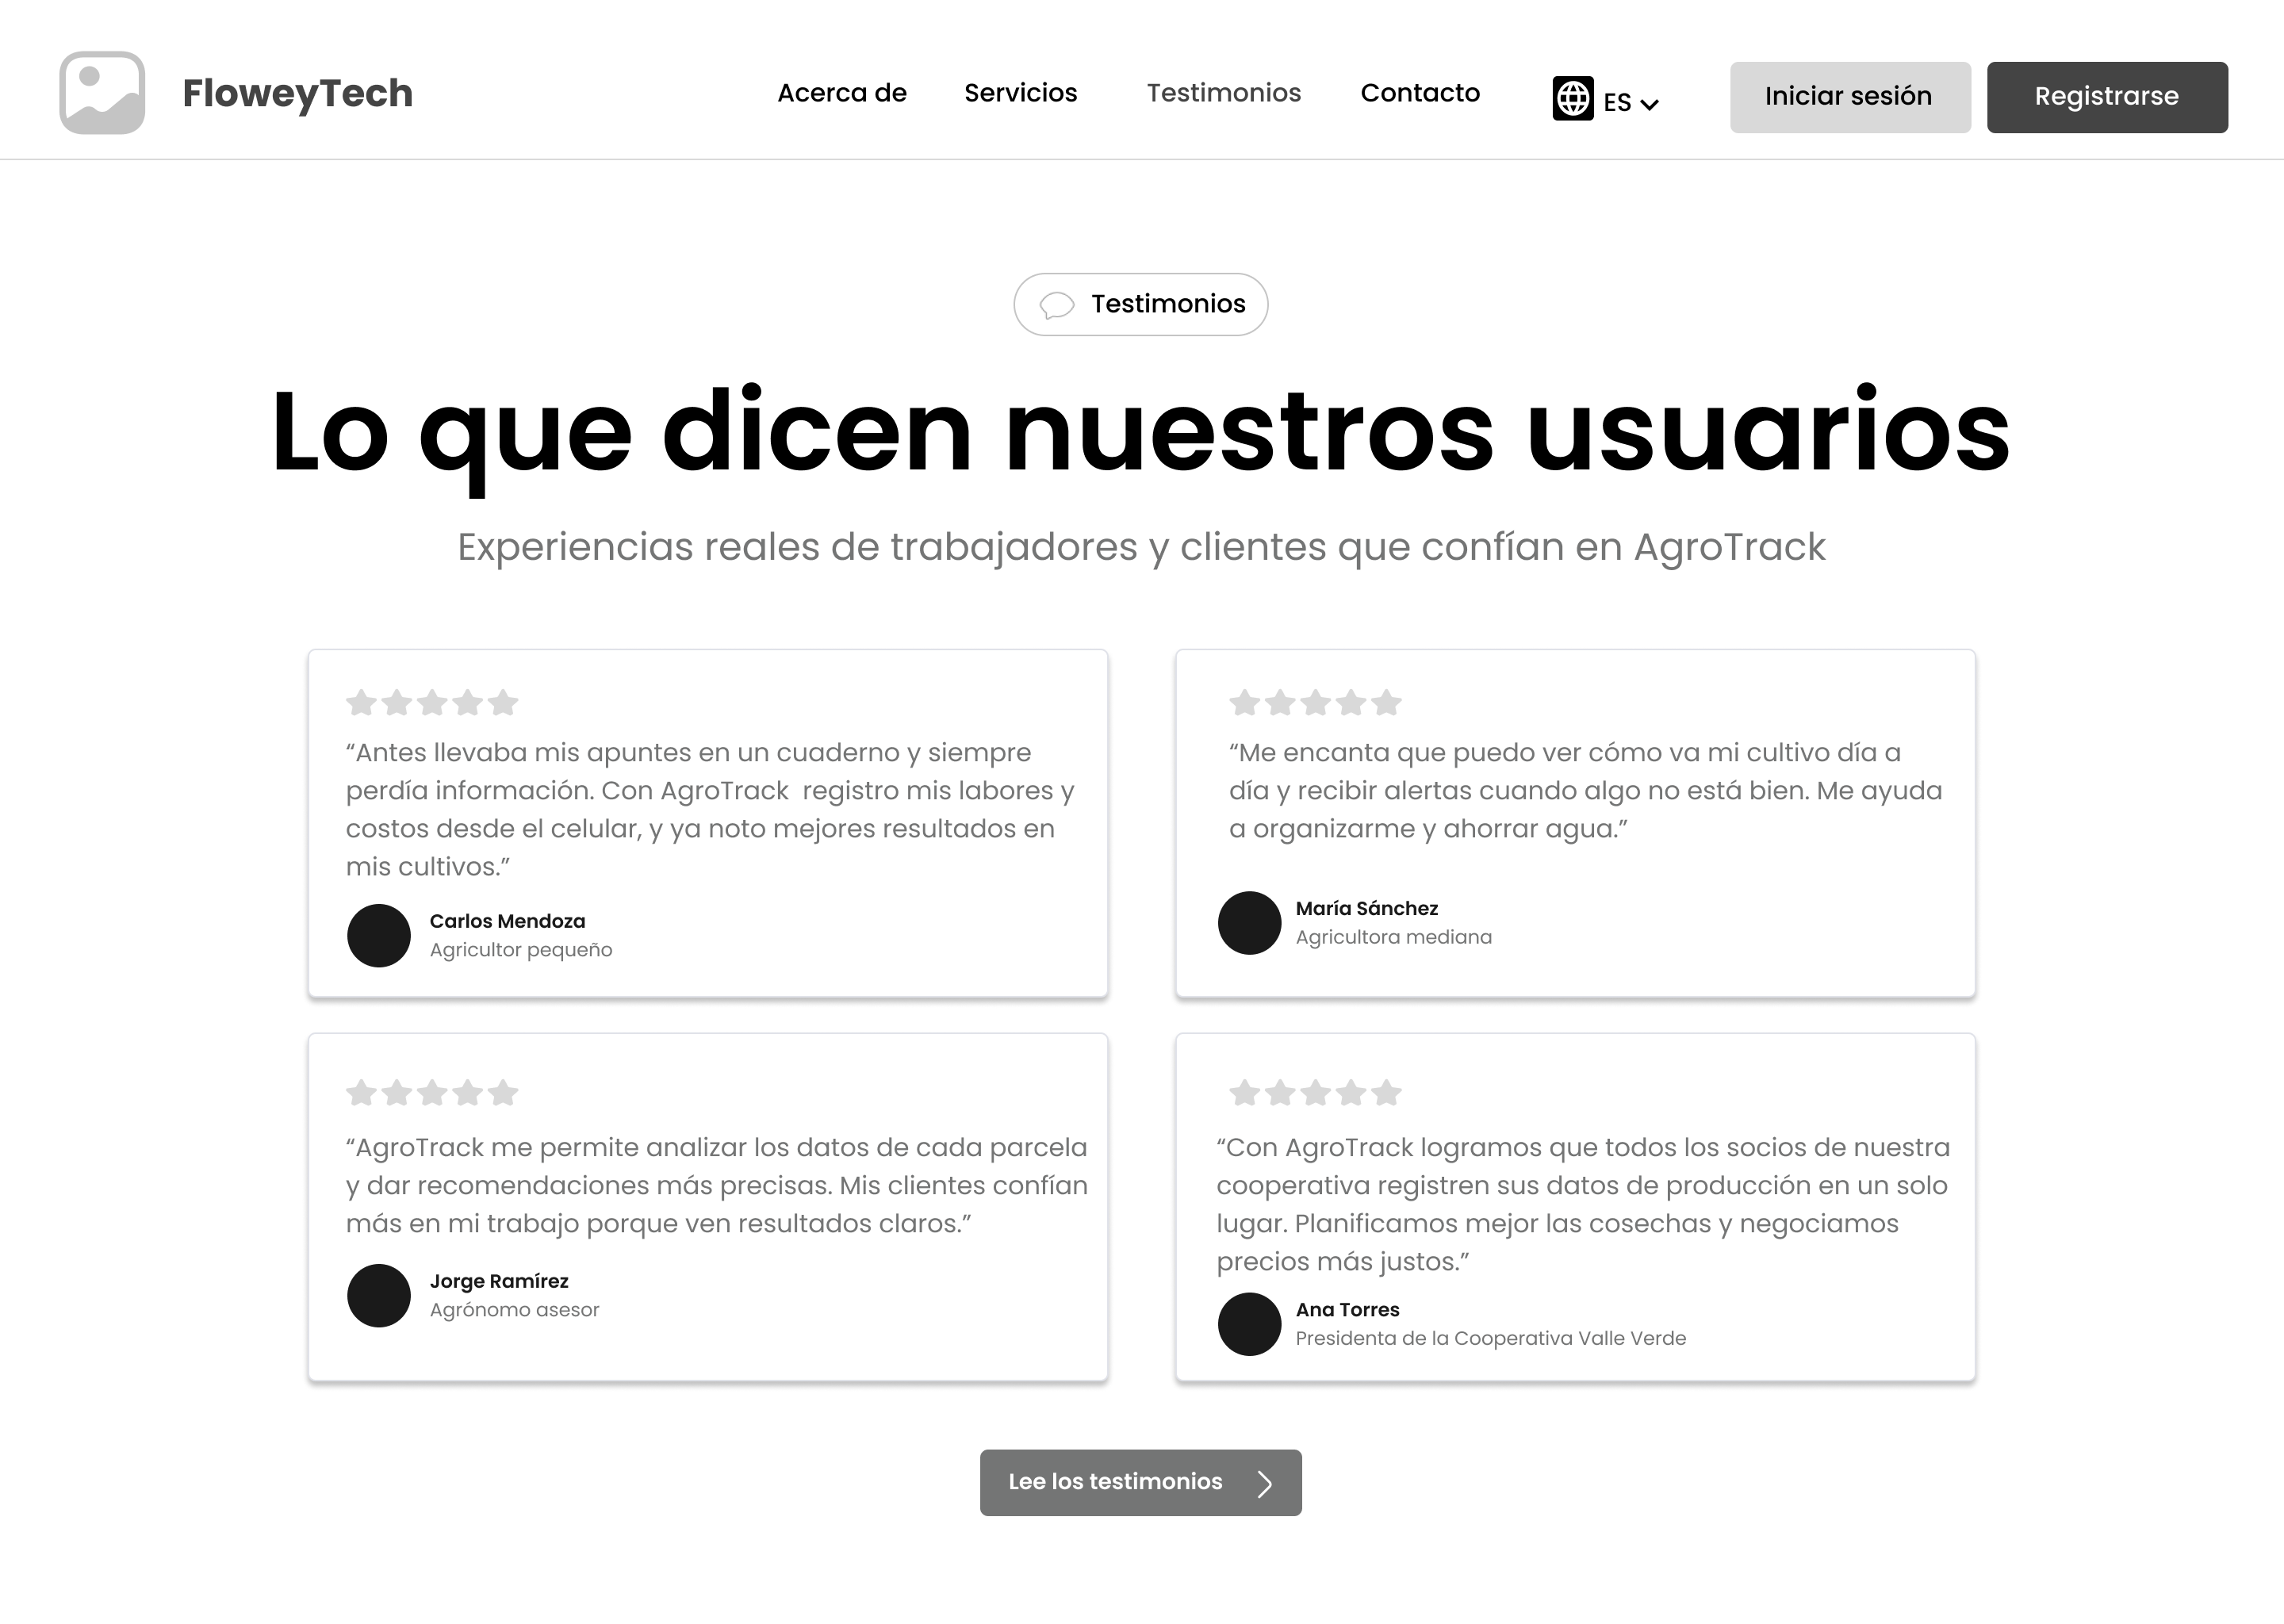 FloweyTech
Acerca de
Servicios
Testimonios
Contacto
ES
Iniciar sesión
Registrarse
Testimonios
Lo que dicen nuestros usuarios
Experiencias reales de trabajadores y clientes que confían en AgroTrack
“Antes llevaba mis apuntes en un cuaderno y siempre
perdía información. Con AgroTrack  registro mis labores y
costos desde el celular, y ya noto mejores resultados en
mis cultivos.”
Carlos Mendoza
Agricultor pequeño
“Me encanta que puedo ver cómo va mi cultivo día a
día y recibir alertas cuando algo no está bien. Me ayuda
a organizarme y ahorrar agua.”
María Sánchez
Agricultora mediana
“AgroTrack me permite analizar los datos de cada parcela
y dar recomendaciones más precisas. Mis clientes confían
más en mi trabajo porque ven resultados claros.”
Jorge Ramírez
Agrónomo asesor
“Con AgroTrack logramos que todos los socios de nuestra
cooperativa registren sus datos de producción en un solo
lugar. Planificamos mejor las cosechas y negociamos
precios más justos.”
Ana Torres
Presidenta de la Cooperativa Valle Verde
Lee los testimonios